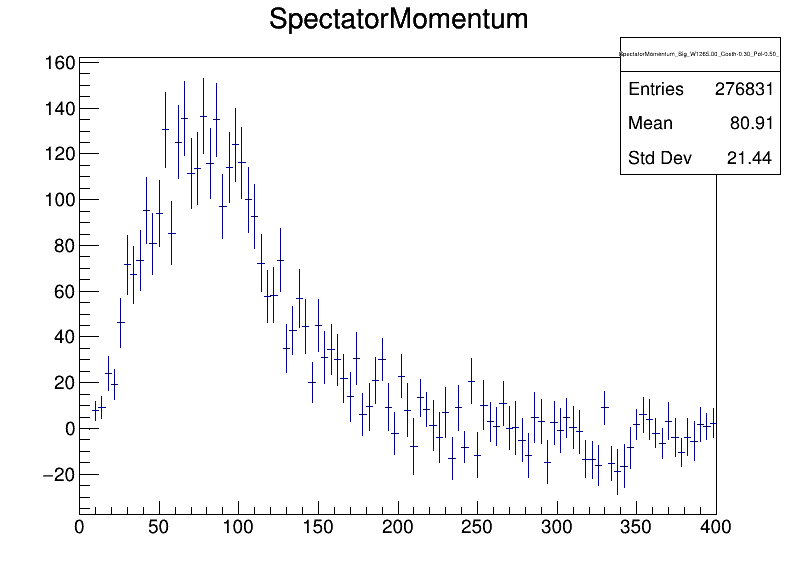 SpectatorMomentum
SpectatorMomentum_Sig_W1265.00_Costh-0.30_Pol-0.50_
Entries 276831
Mean 80.91
Std Dev 21.44
160
140
120
100
80
60
40
20
0
−20
0 50 100 150 200 250 300 350 400